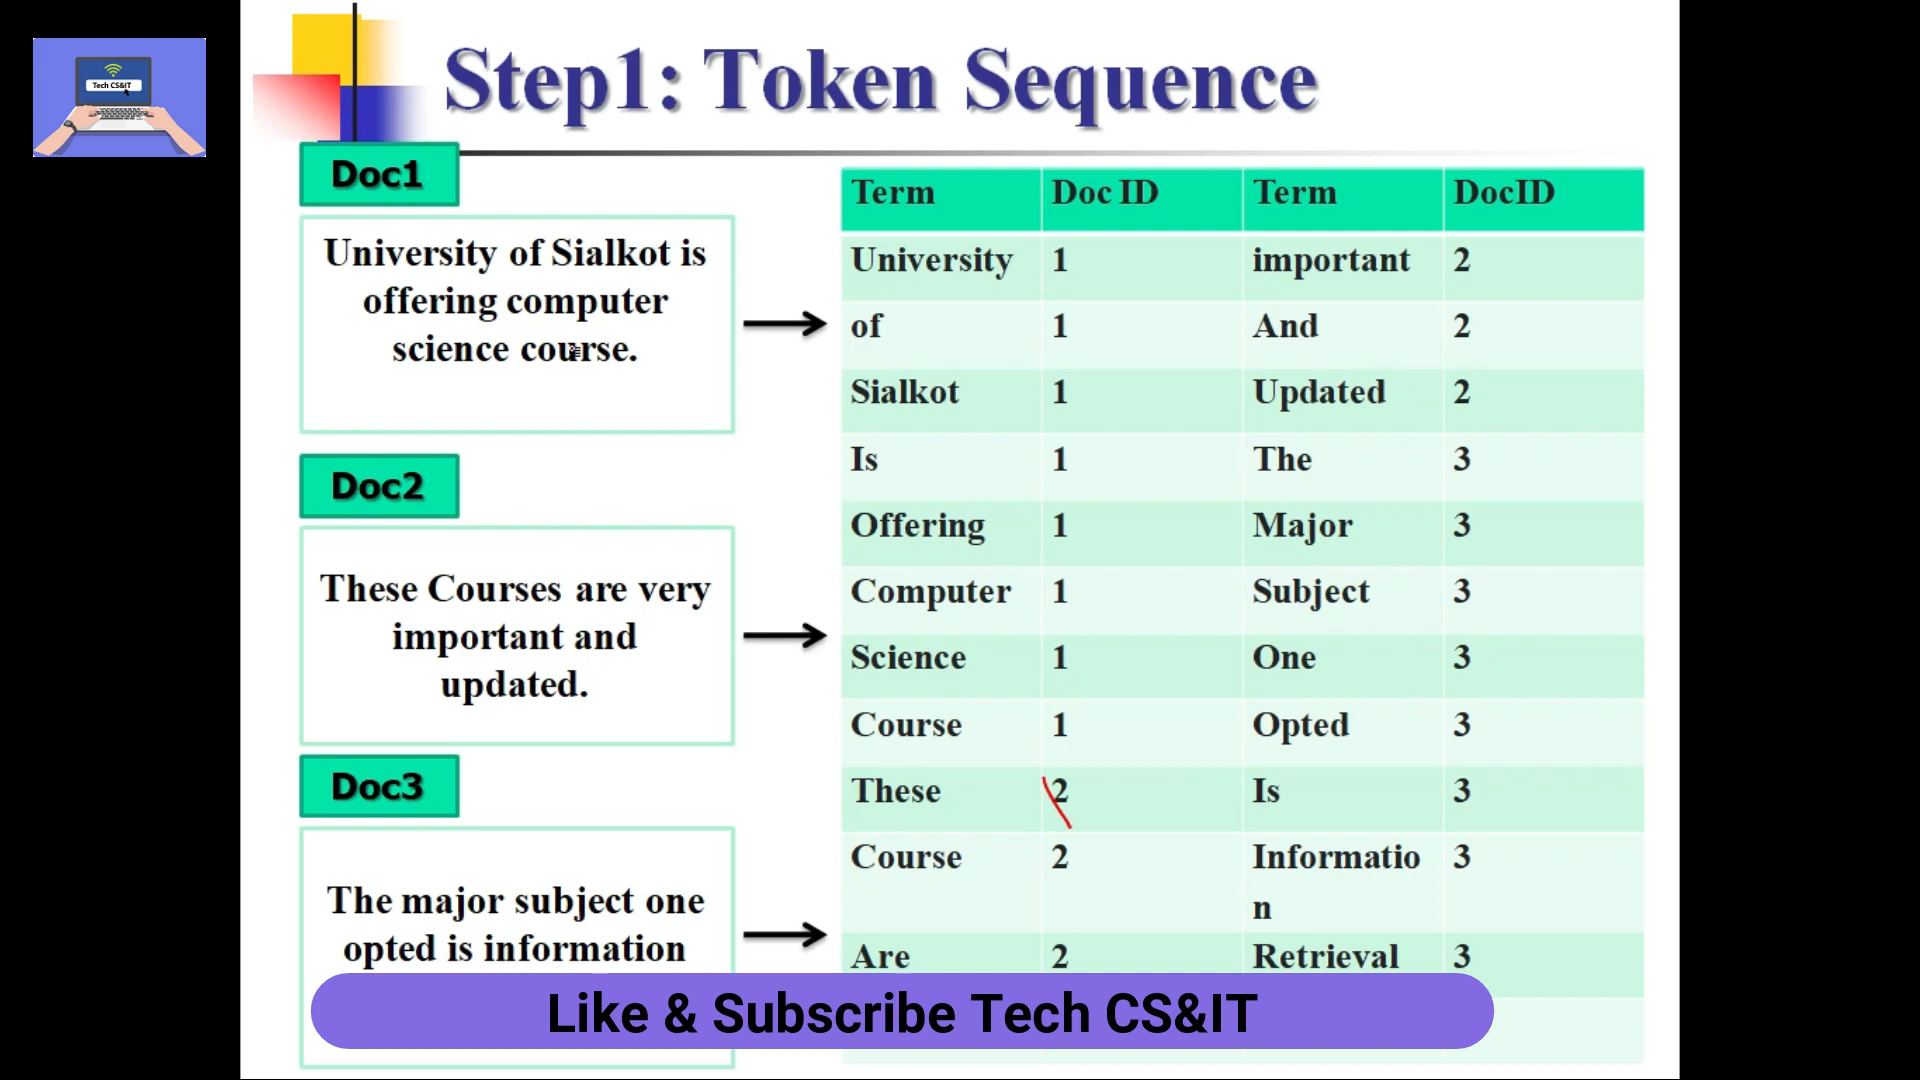 Tech CS&IT
Step1: Token Sequence
Doc1
University of Sialkot is
offering computer
science course.
Doc2
These Courses are very
important and
updated.
Doc3
The major subject one
opted is information
Term Doc ID Term DocID
University 1 important 2
of 1 And 2
Sialkot 1 Updated 2
Is 1 The 3
Offering 1 Major 3
Computer 1 Subject 3
Science 1 One 3
Course 1 Opted 3
These 2 Is 3
Course 2 Informatio 3
n
Are 2 Retrieval 3
Like & Subscribe Tech CS&IT